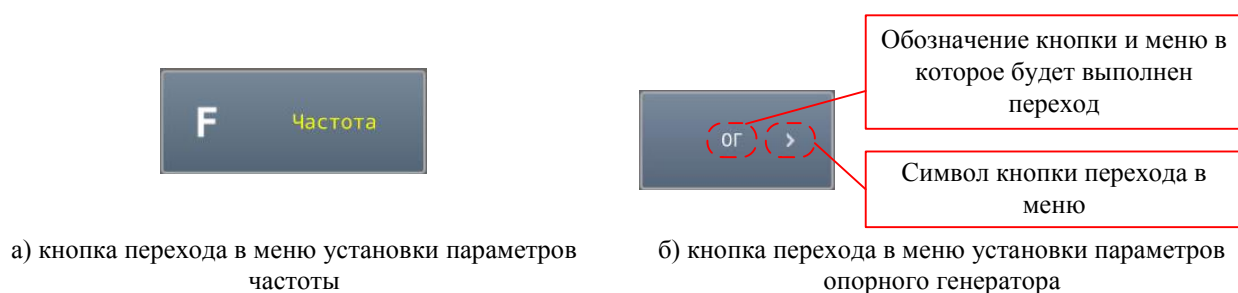 F Частота
ОГ >
Обозначение кнопки и меню в
которое будет выполнен
переход
Символ кнопки перехода в
меню
а) кнопка перехода в меню установки параметров
частоты
б) кнопка перехода в меню установки параметров
опорного генератора